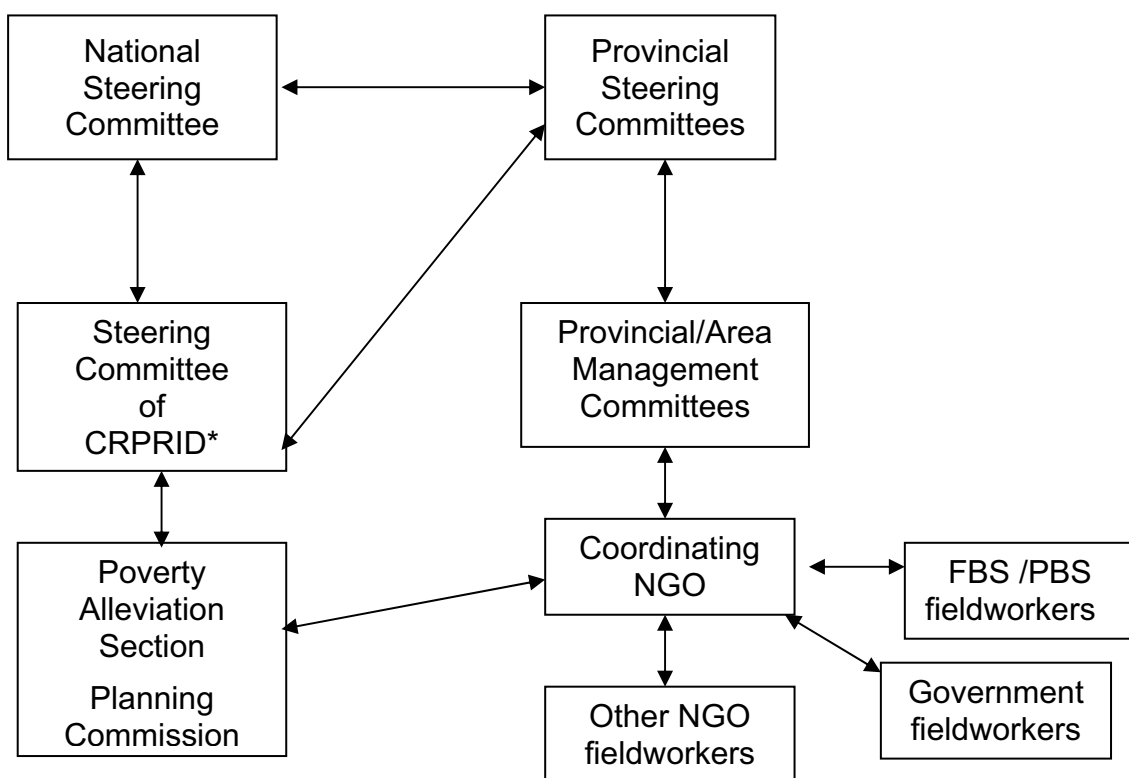 National
Steering
Committee
Provincial
Steering
Committees
Steering
Committee
of
CRPRID*
Provincial/Area
Management
Committees
Poverty
Alleviation
Section
Planning
Commission
Coordinating
NGO
FBS /PBS
fieldworkers
Other NGO
fieldworkers
Government
fieldworkers